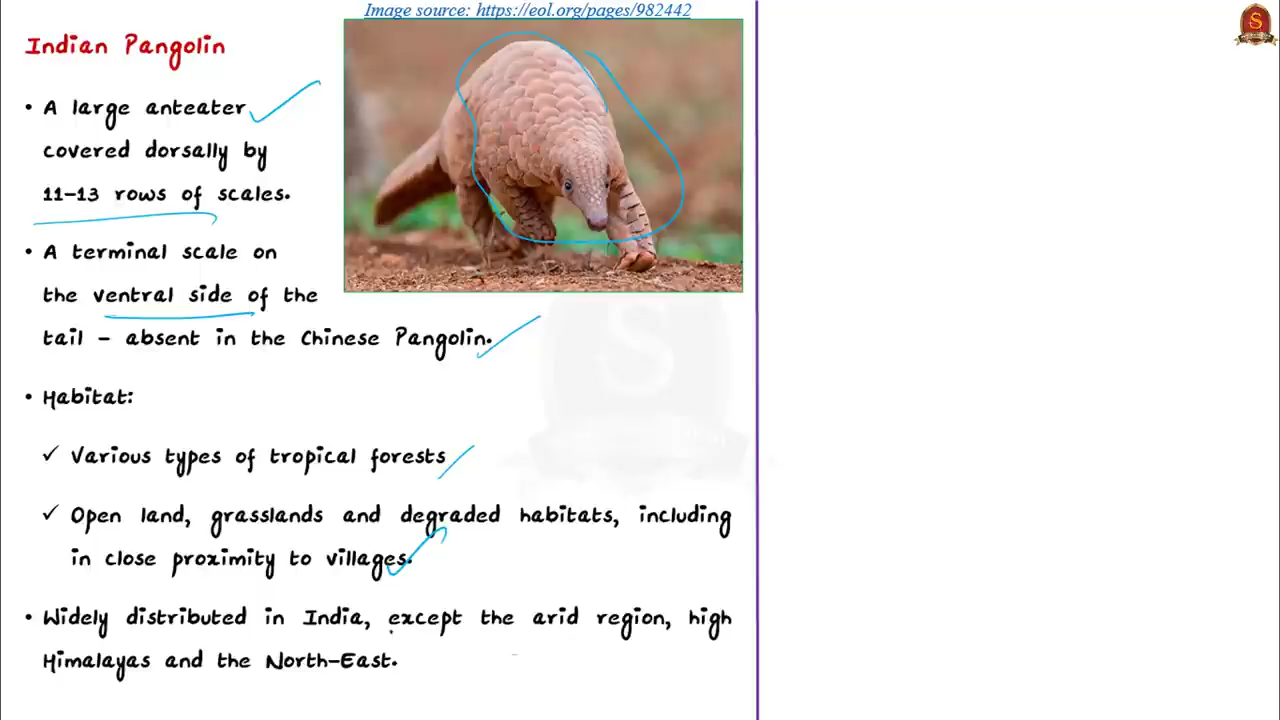 Image source: https://eol.org/pages/982442
Indian Pangolin
• A large anteater
covered dorsally by
11-13 rows of scales.
• A terminal scale on
the ventral side of the
tail - absent in the Chinese Pangolin.
• Habitat:
✓ Various types of tropical forests
✓ Open land, grasslands and degraded habitats, including
in close proximity to villages.
• Widely distributed in India, except the arid region, high
Himalayas and the North-East.